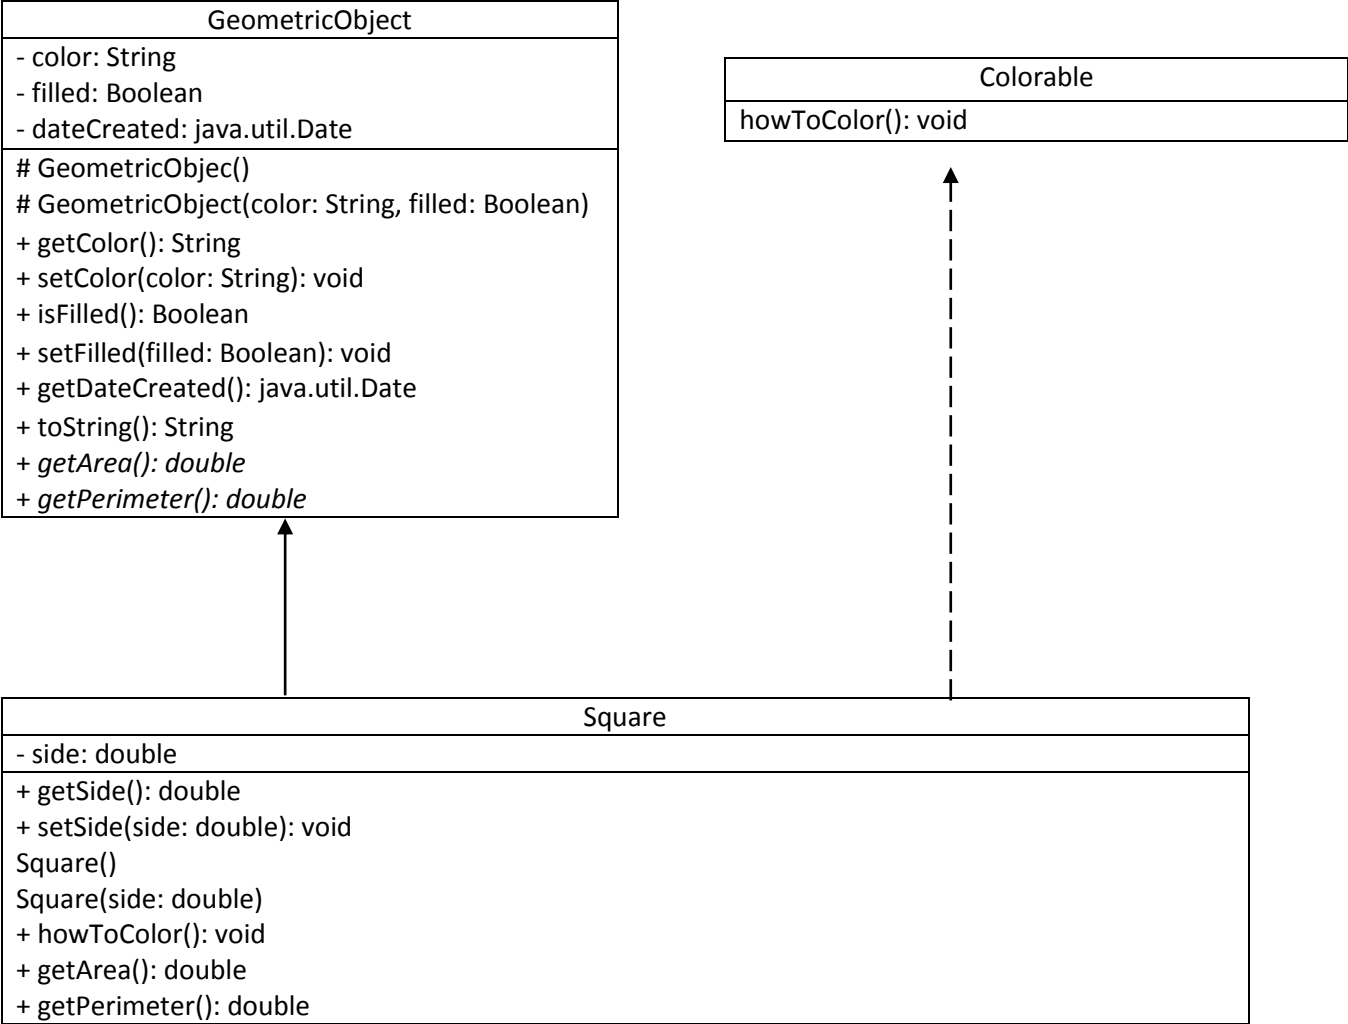 GeometricObject
- color: String
- filled: Boolean
- dateCreated: java.util.Date
# GeometricObjec()
# GeometricObject(color: String, filled: Boolean)
+ getColor(): String
+ setColor(color: String): void
+ isFilled(): Boolean
+ setFilled(filled: Boolean): void
+ getDateCreated(): java.util.Date
+ toString(): String
+ getArea(): double
+ getPerimeter(): double
Colorable
howToColor(): void
Square
- side: double
+ getSide(): double
+ setSide(side: double): void
Square()
Square(side: double)
+ howToColor(): void
+ getArea(): double
+ getPerimeter(): double